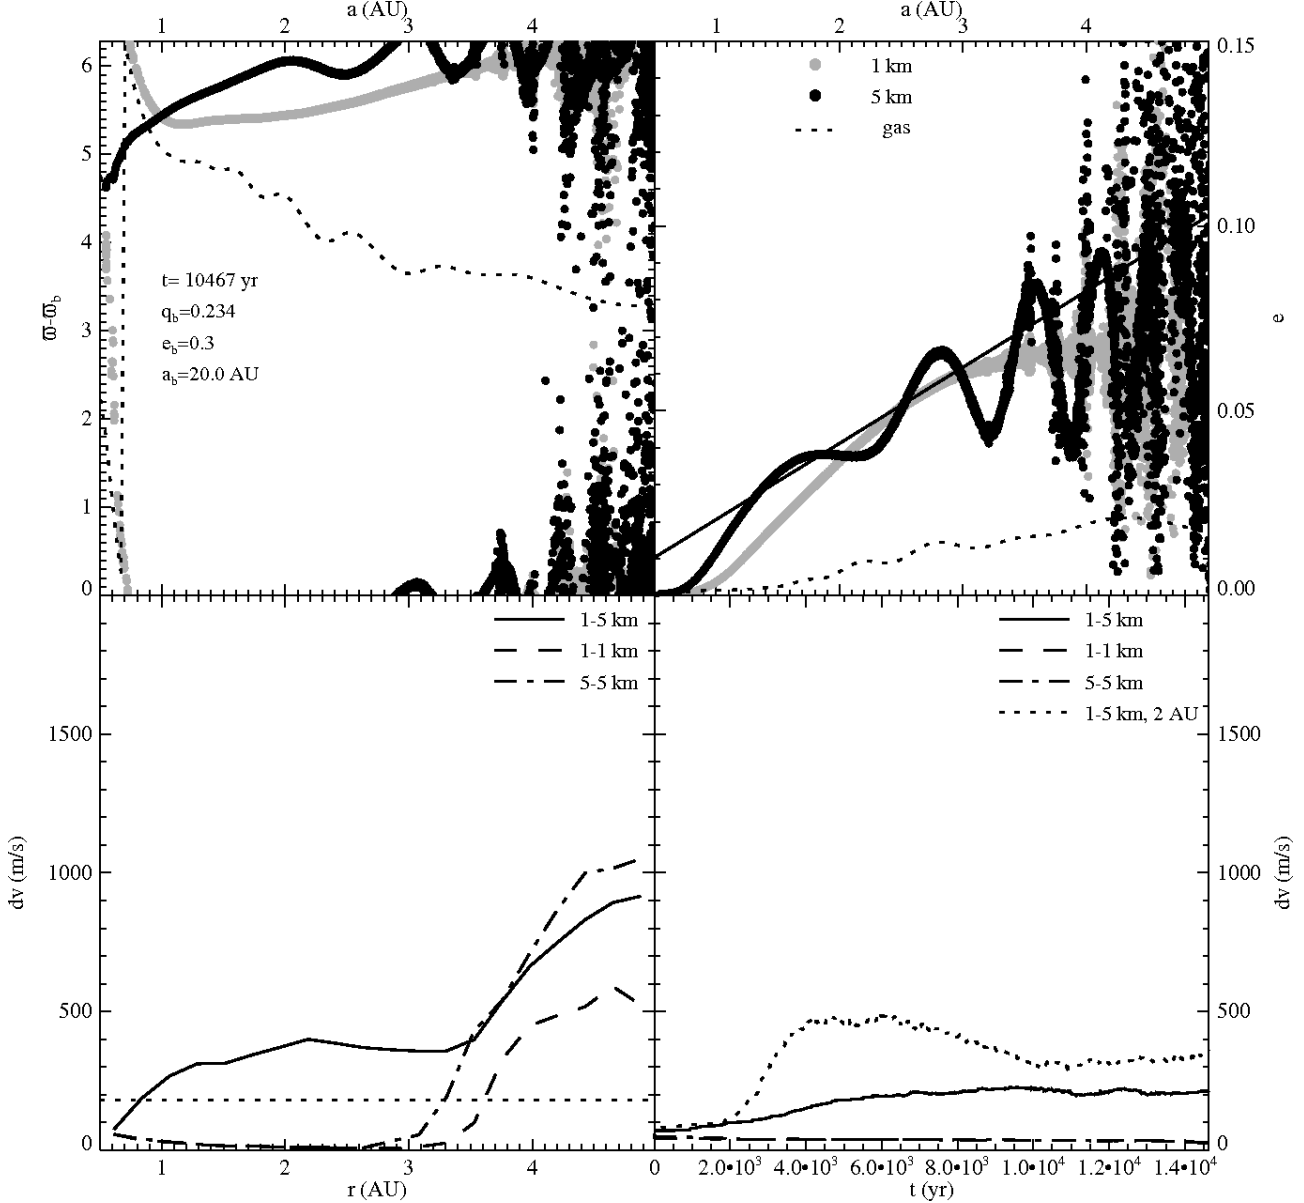 a (AU)
a (AU)
1
2
3
4
1
2
3
4
6
5
4
3
2
1
0
ϖ-ϖb
t= 10467 yr
qb=0.234
eb=0.3
ab=20.0 AU
1 km
5 km
gas
0.15
0.10
0.05
0.00
e
1-5 km
1-1 km
5-5 km
1-5 km
1-1 km
5-5 km
1-5 km, 2 AU
1500
1000
500
0
dv (m/s)
1500
1000
500
0
dv (m/s)
1
2
3
4
r (AU)
0
2.0•10³
4.0•10³
6.0•10³
8.0•10³
1.0•10⁴
1.2•10⁴
1.4•10⁴
t (yr)